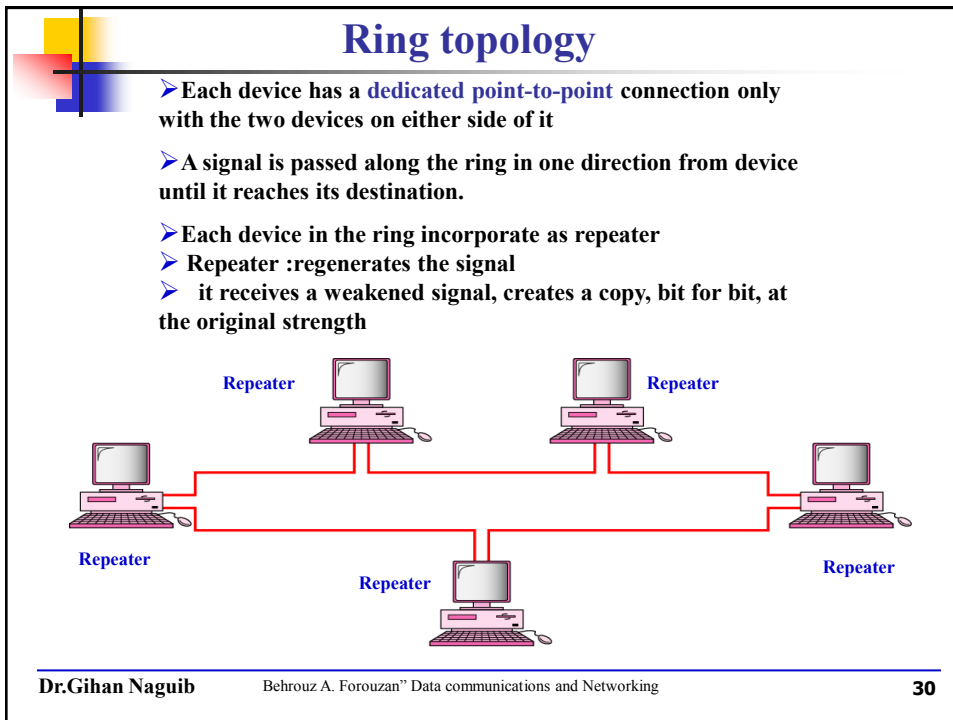 Ring topology
➢Each device has a dedicated point-to-point connection only
with the two devices on either side of it
➢A signal is passed along the ring in one direction from device
until it reaches its destination.
➢Each device in the ring incorporate as repeater
➢ Repeater :regenerates the signal
➢ it receives a weakened signal, creates a copy, bit for bit, at
the original strength
Repeater
Repeater
Repeater
Repeater
Repeater
Dr.Gihan Naguib
Behrouz A. Forouzan” Data communications and Networking
30